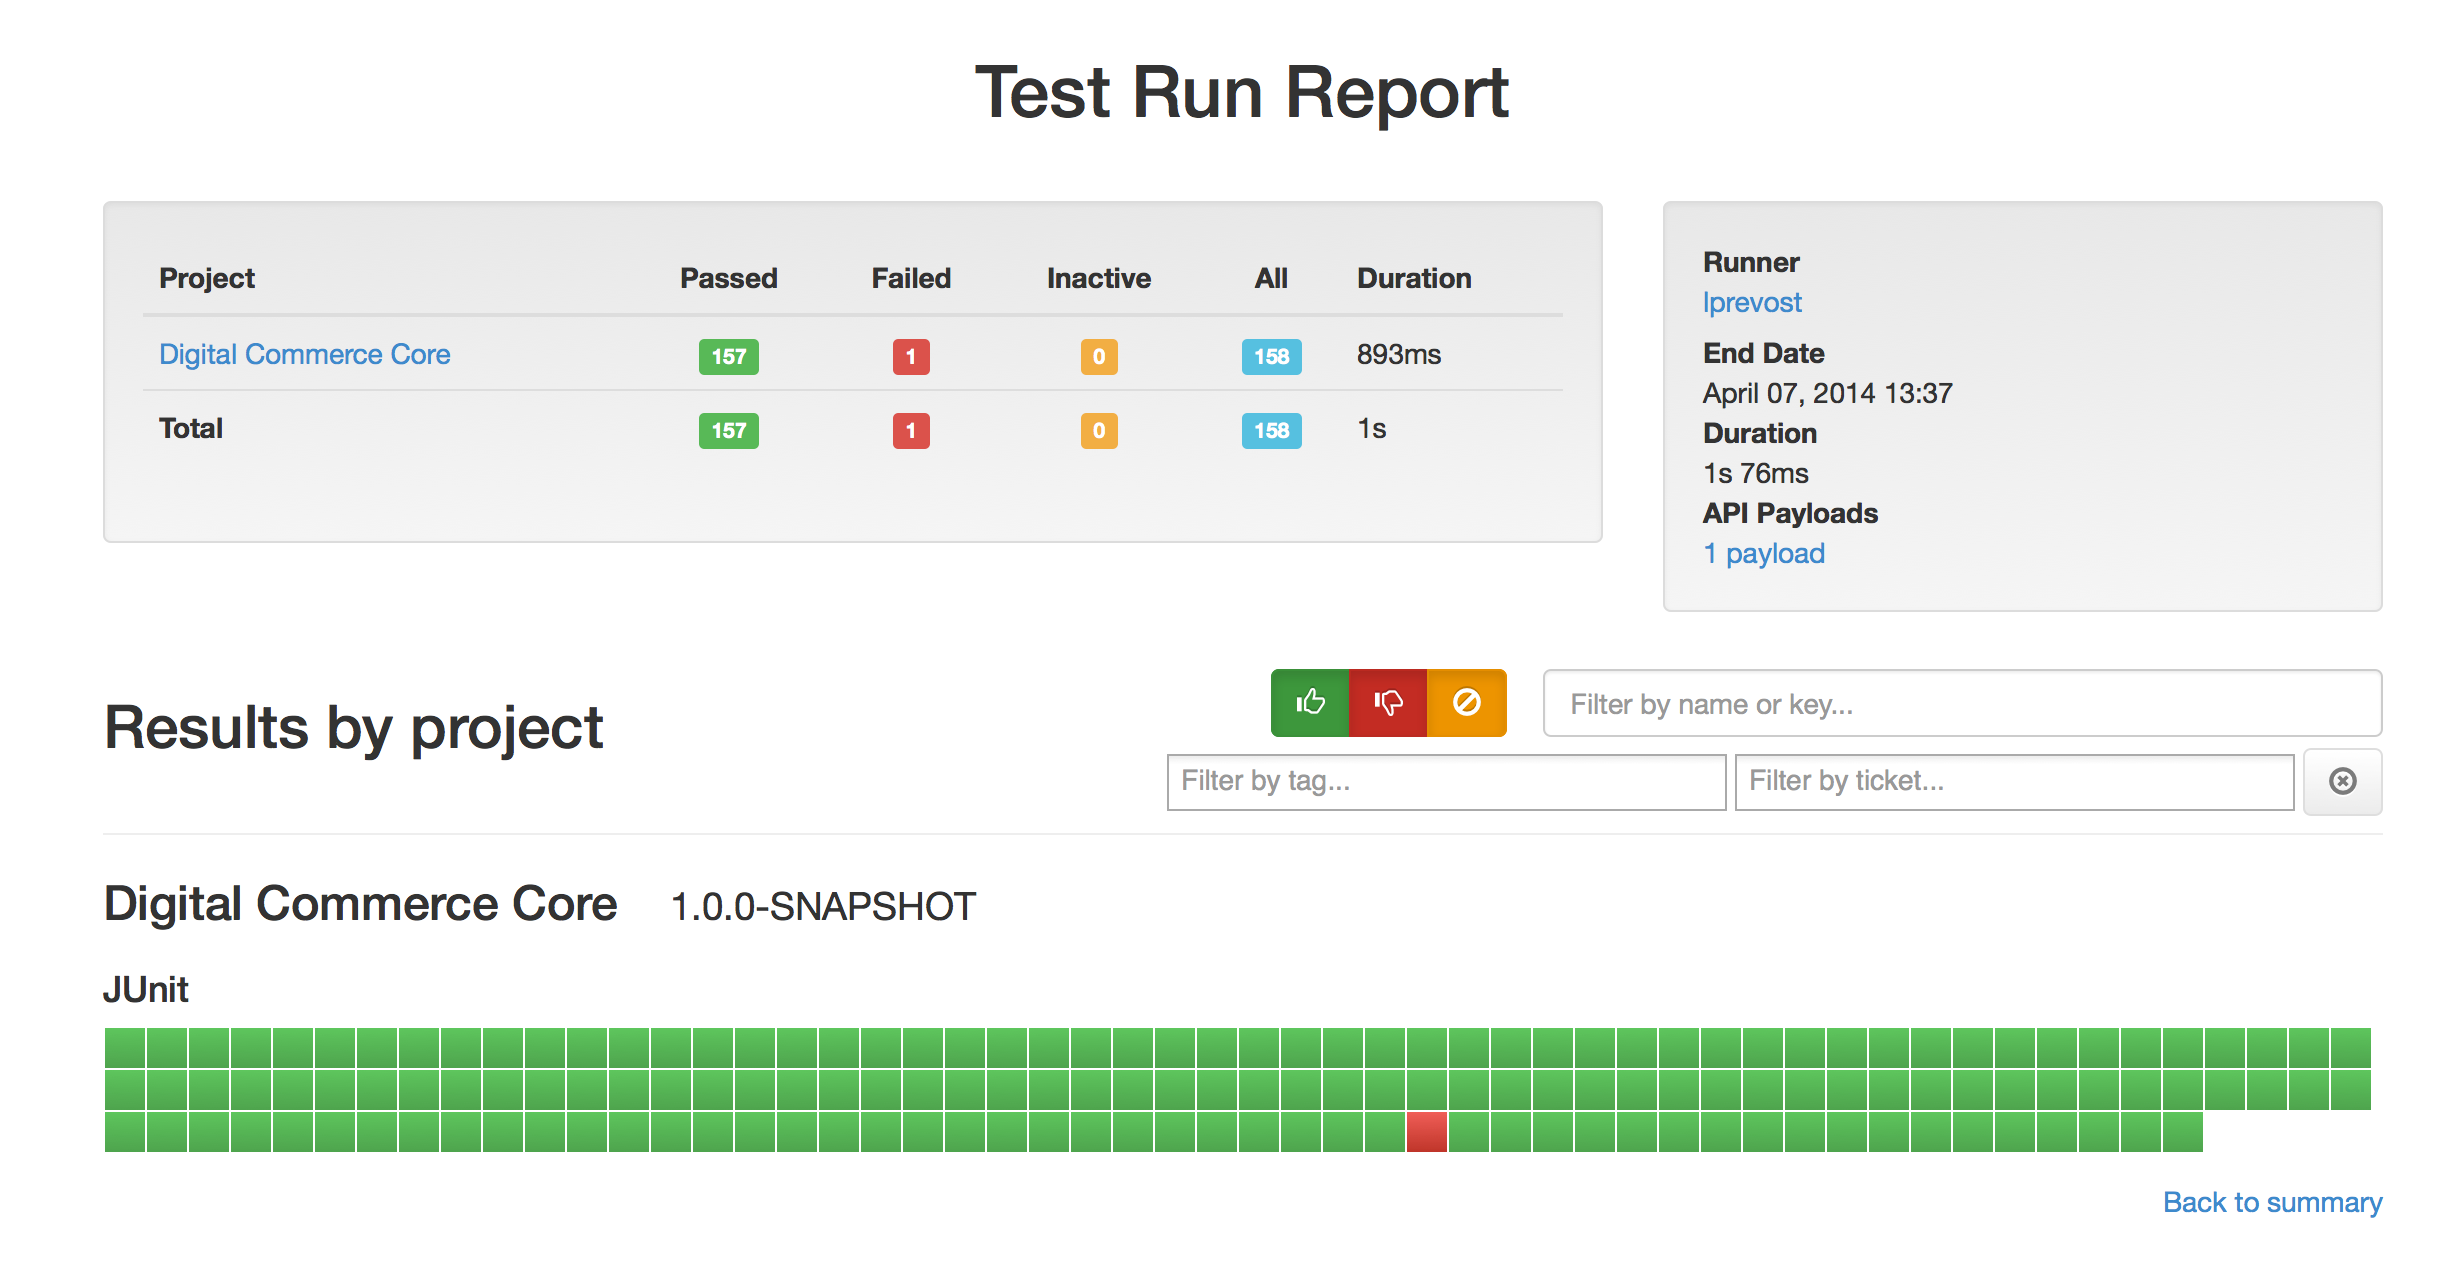 Test Run Report
Project Passed Failed Inactive All Duration
Digital Commerce Core 157 1 0 158 893ms
Total 157 1 0 158 1s
Runner
lprevost
End Date
April 07, 2014 13:37
Duration
1s 76ms
API Payloads
1 payload
Results by project
Filter by name or key...
Filter by tag...
Filter by ticket...
Digital Commerce Core 1.0.0-SNAPSHOT
JUnit
Back to summary